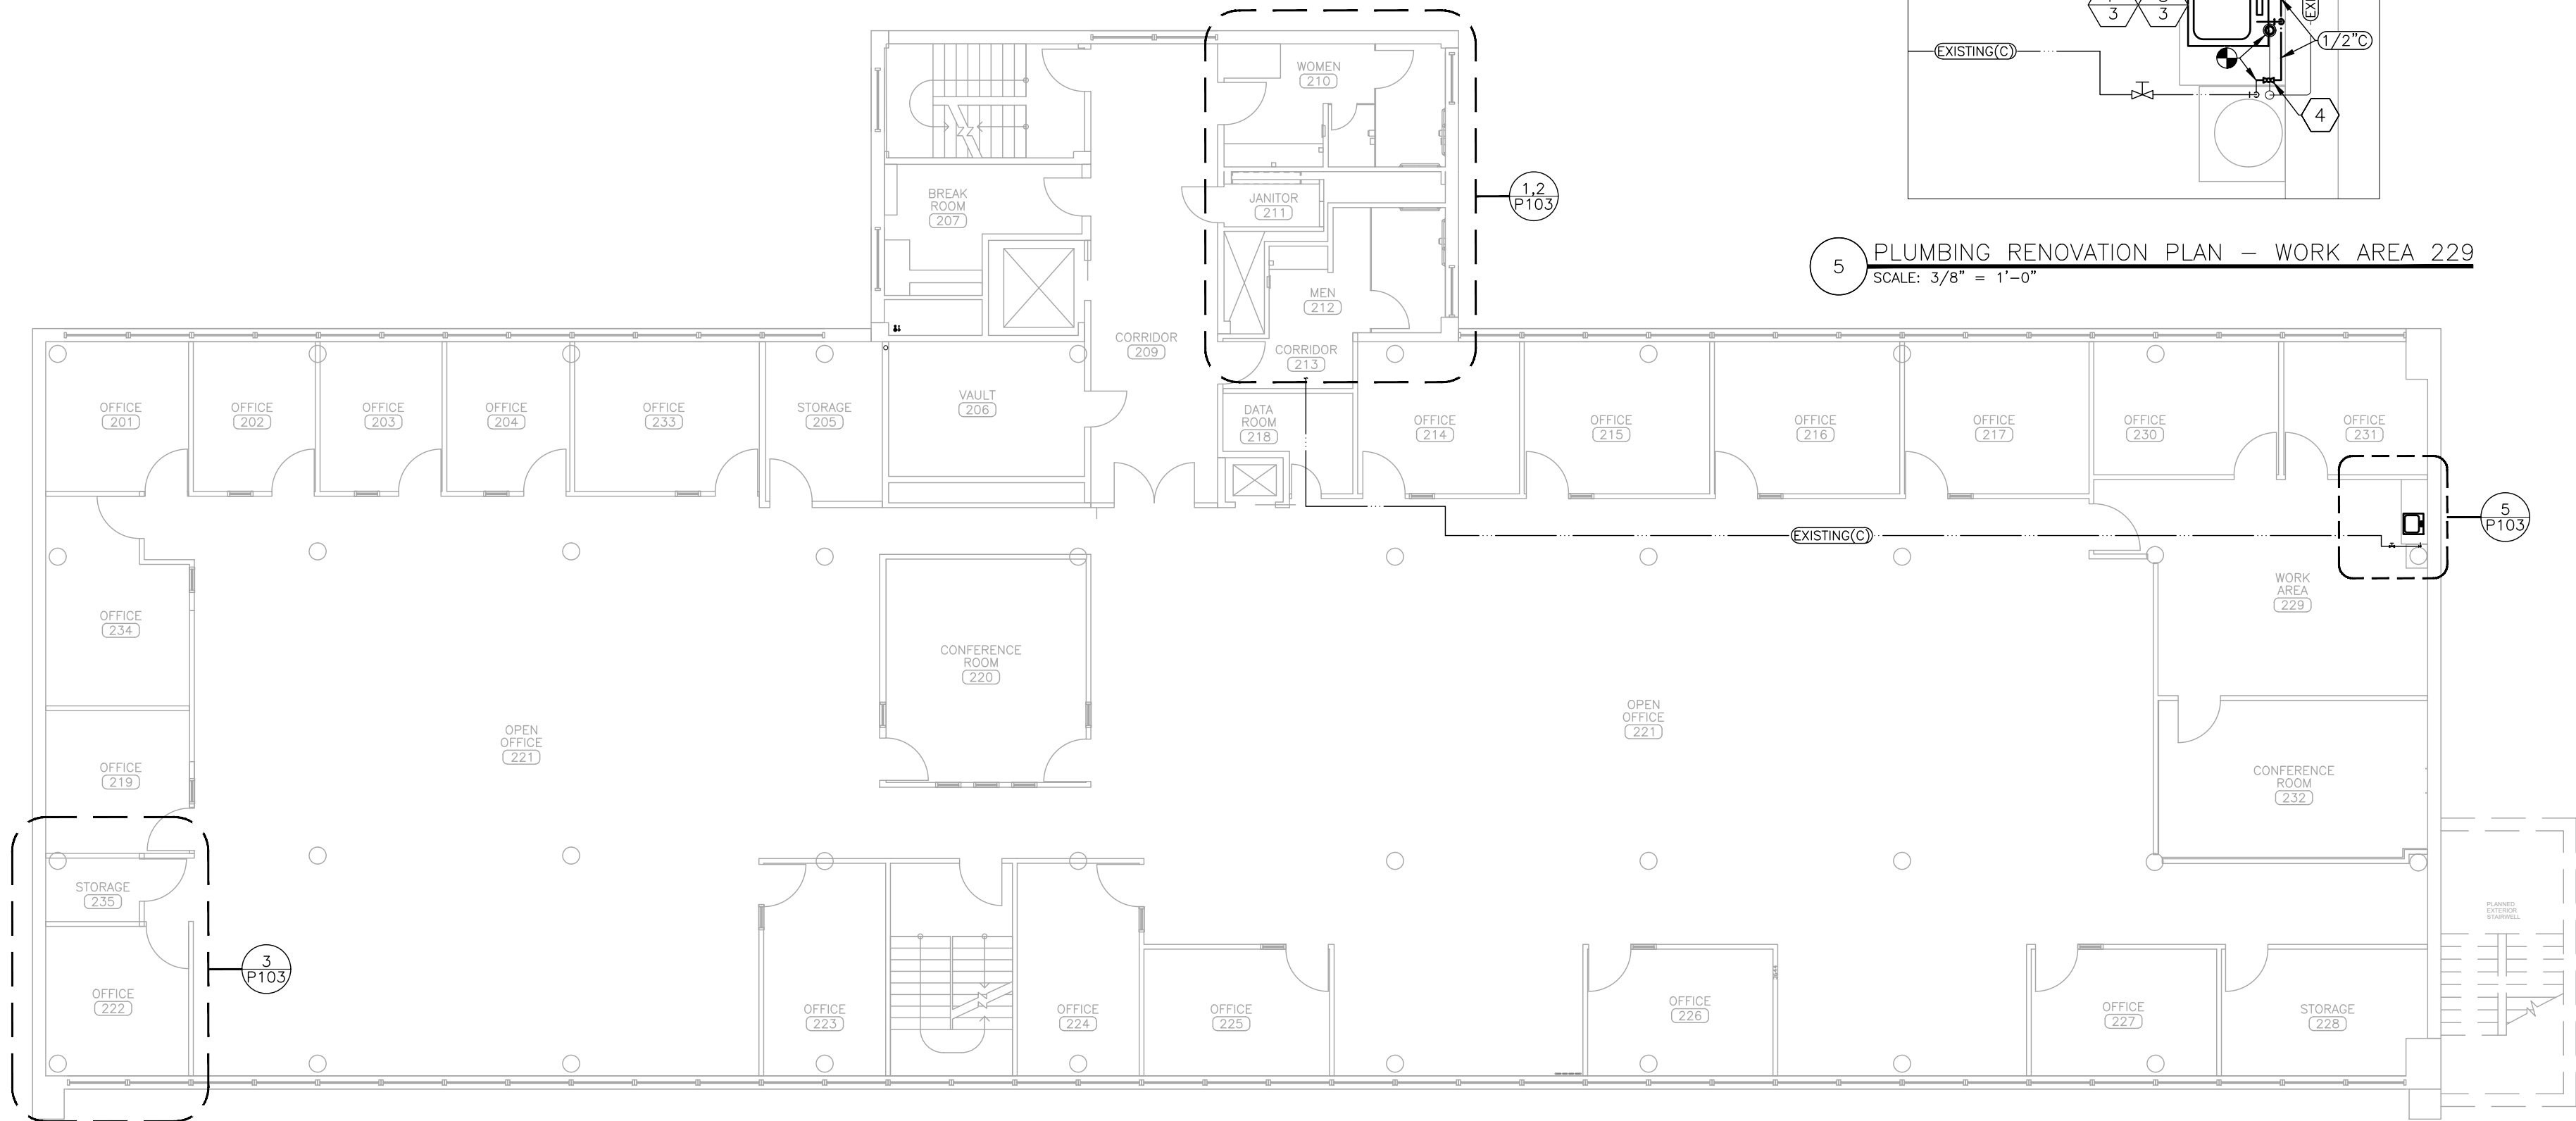 3
3
EXISTING(C)
1/2"C
4
5
PLUMBING RENOVATION PLAN – WORK AREA 229
SCALE: 3/8" = 1'-0"
WOMEN
210
BREAK
ROOM
207
JANITOR
211
1,2
P103
MEN
212
CORRIDOR
209
CORRIDOR
213
OFFICE
201
OFFICE
202
OFFICE
203
OFFICE
204
OFFICE
233
STORAGE
205
VAULT
206
DATA
ROOM
218
OFFICE
214
OFFICE
215
OFFICE
216
OFFICE
217
OFFICE
230
OFFICE
231
EXISTING(C)
5
P103
OFFICE
234
WORK
AREA
229
CONFERENCE
ROOM
220
OPEN
OFFICE
221
OPEN
OFFICE
221
OFFICE
219
CONFERENCE
ROOM
232
STORAGE
235
3
P103
OFFICE
222
OFFICE
223
OFFICE
224
OFFICE
225
OFFICE
226
OFFICE
227
STORAGE
228
PLANNED
EXTERIOR
STAIRWELL